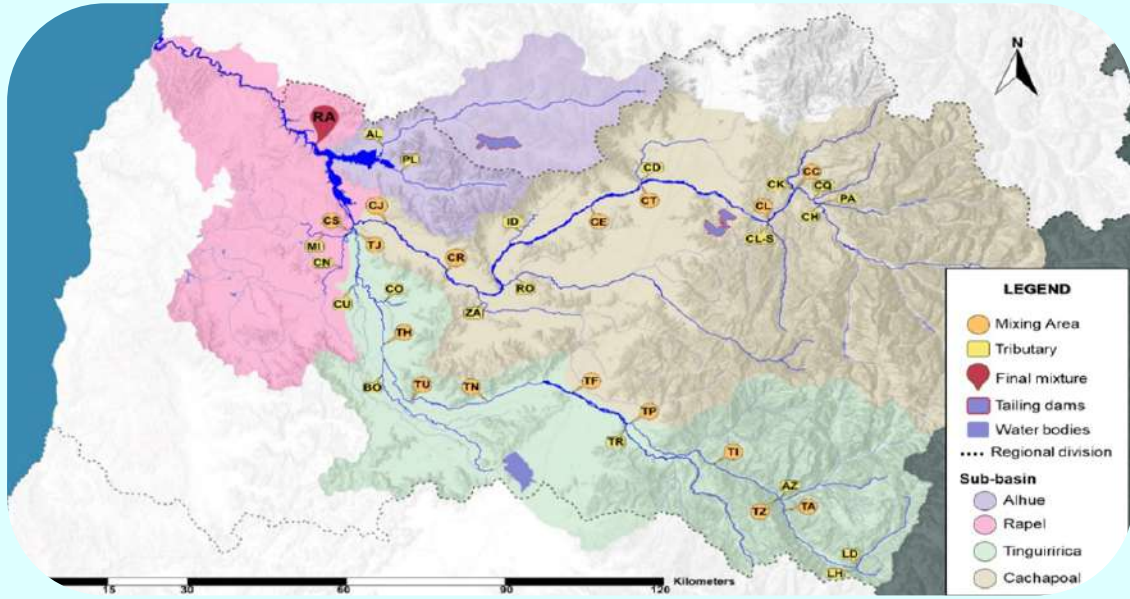 N
RA
AL
PL
CD
CC
CK
CQ
PA
CT
CL
CH
CJ
ID
CE
CS
CL-S
MI
TJ
CN
CR
RO
CU
CO
ZA
TH
BO
TU
TN
TF
TP
TR
TI
AZ
TZ
TA
LD
LH
LEGEND
Mixing Area
Tributary
Final mixture
Tailing dams
Water bodies
Regional division
Sub-basin
Alhue
Rapel
Tinguiririca
Cachapoal
Kilometers
15 30 60 90 120